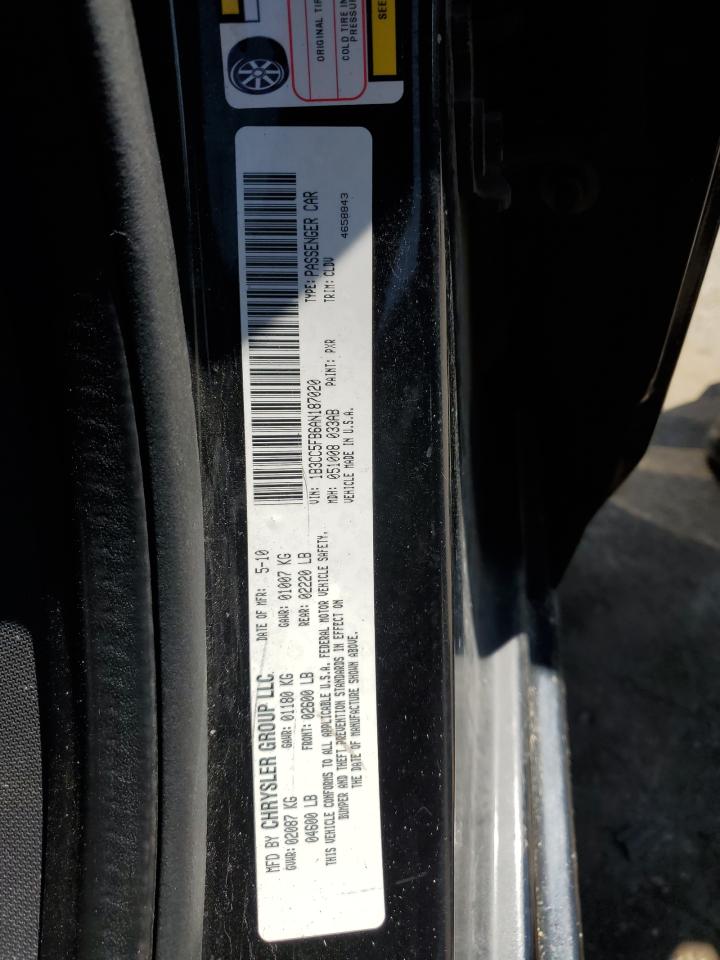 ORIGINAL TIR
COLD TIRE IN
PRESSUR
SEE
MFD BY CHRYSLER GROUP LLC
DATE OF MFR: 5-10
GVWR: 02087 KG
GAWR: 01180 KG
GAWR: 01007 KG
04600 LB
FRONT: 02600 LB
REAR: 02220 LB
THIS VEHICLE CONFORMS TO ALL APPLICABLE U.S.A. FEDERAL MOTOR VEHICLE SAFETY,
BUMPER AND THEFT PREVENTION STANDARDS IN EFFECT ON
THE DATE OF MANUFACTURE SHOWN ABOVE.
VIN: 1B3CC5FB6AN187020
TYPE: PASSENGER CAR
MDH: 051008 033AB
PAINT: PXR
TRIM: CLDV
VEHICLE MADE IN U.S.A.
4658843